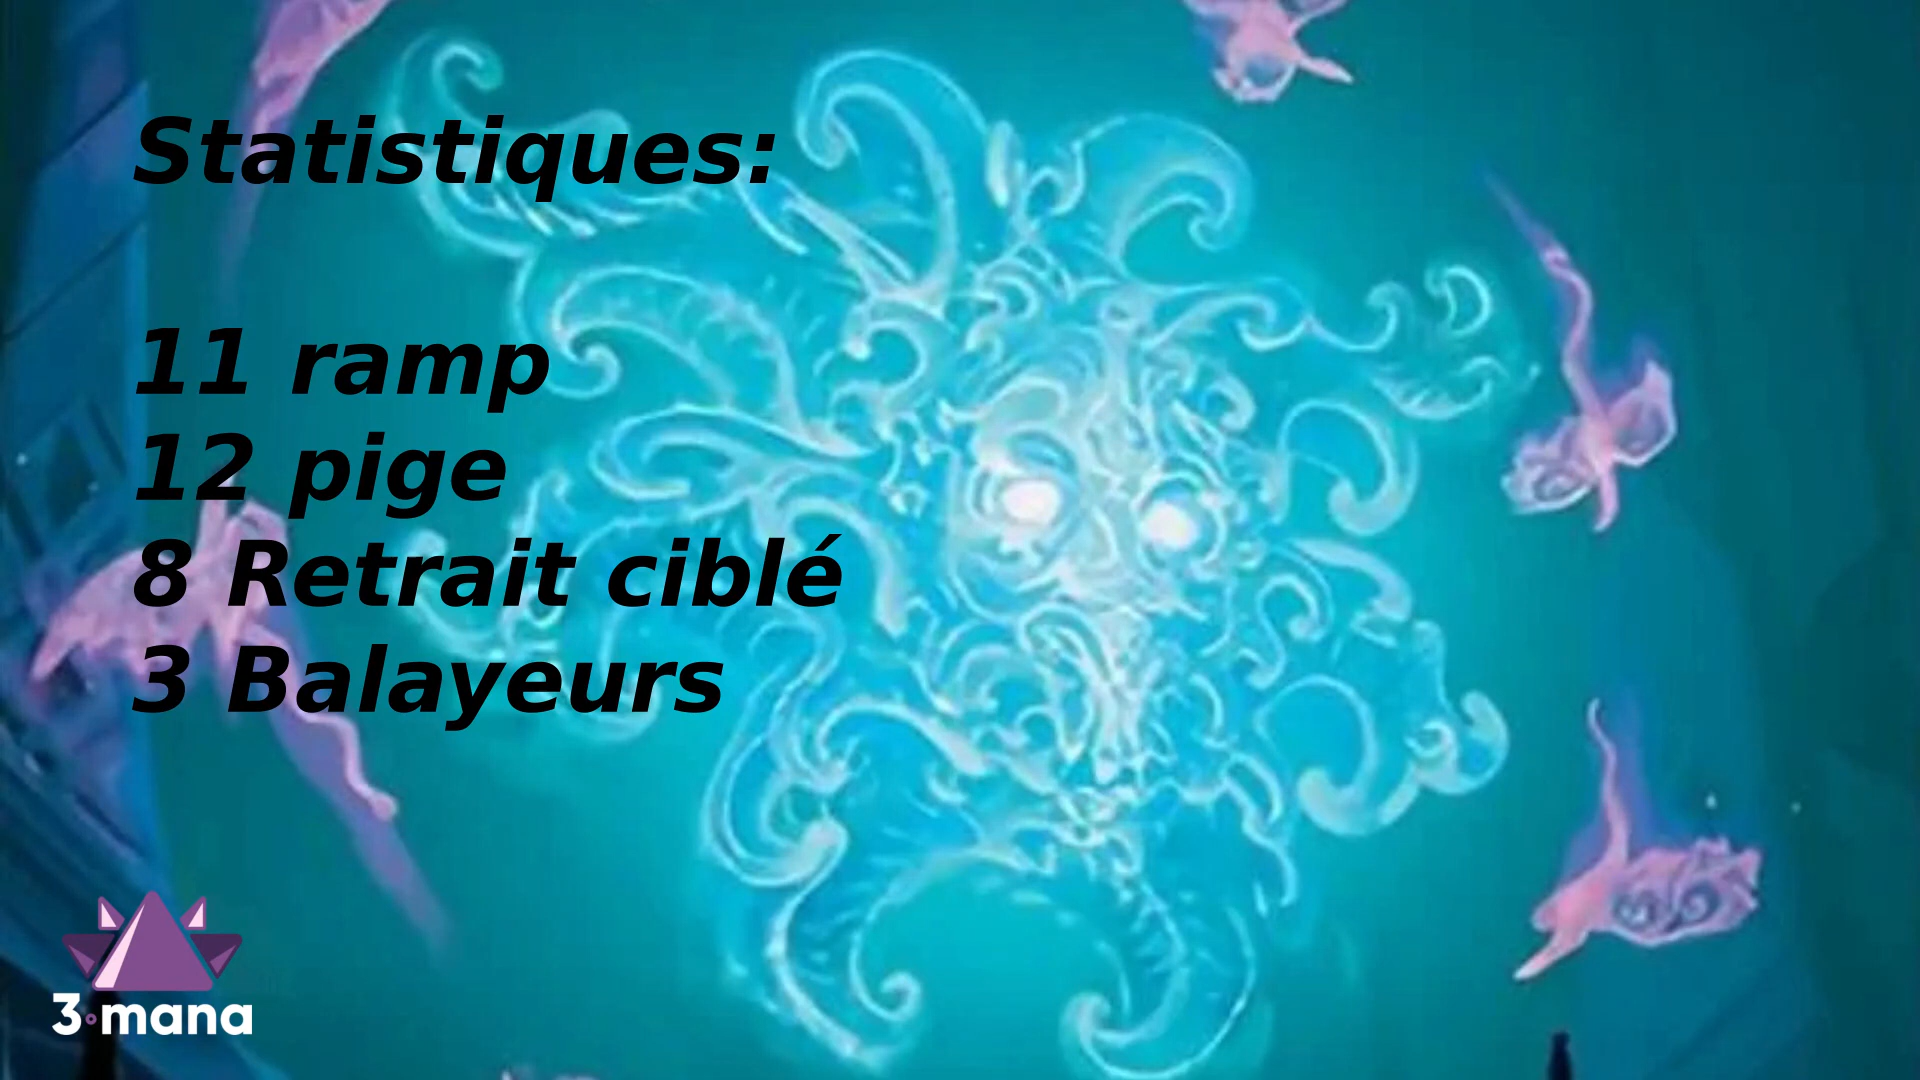 Statistiques:
11 ramp
12 pige
8 Retrait ciblé
3 Balayeurs
3•mana